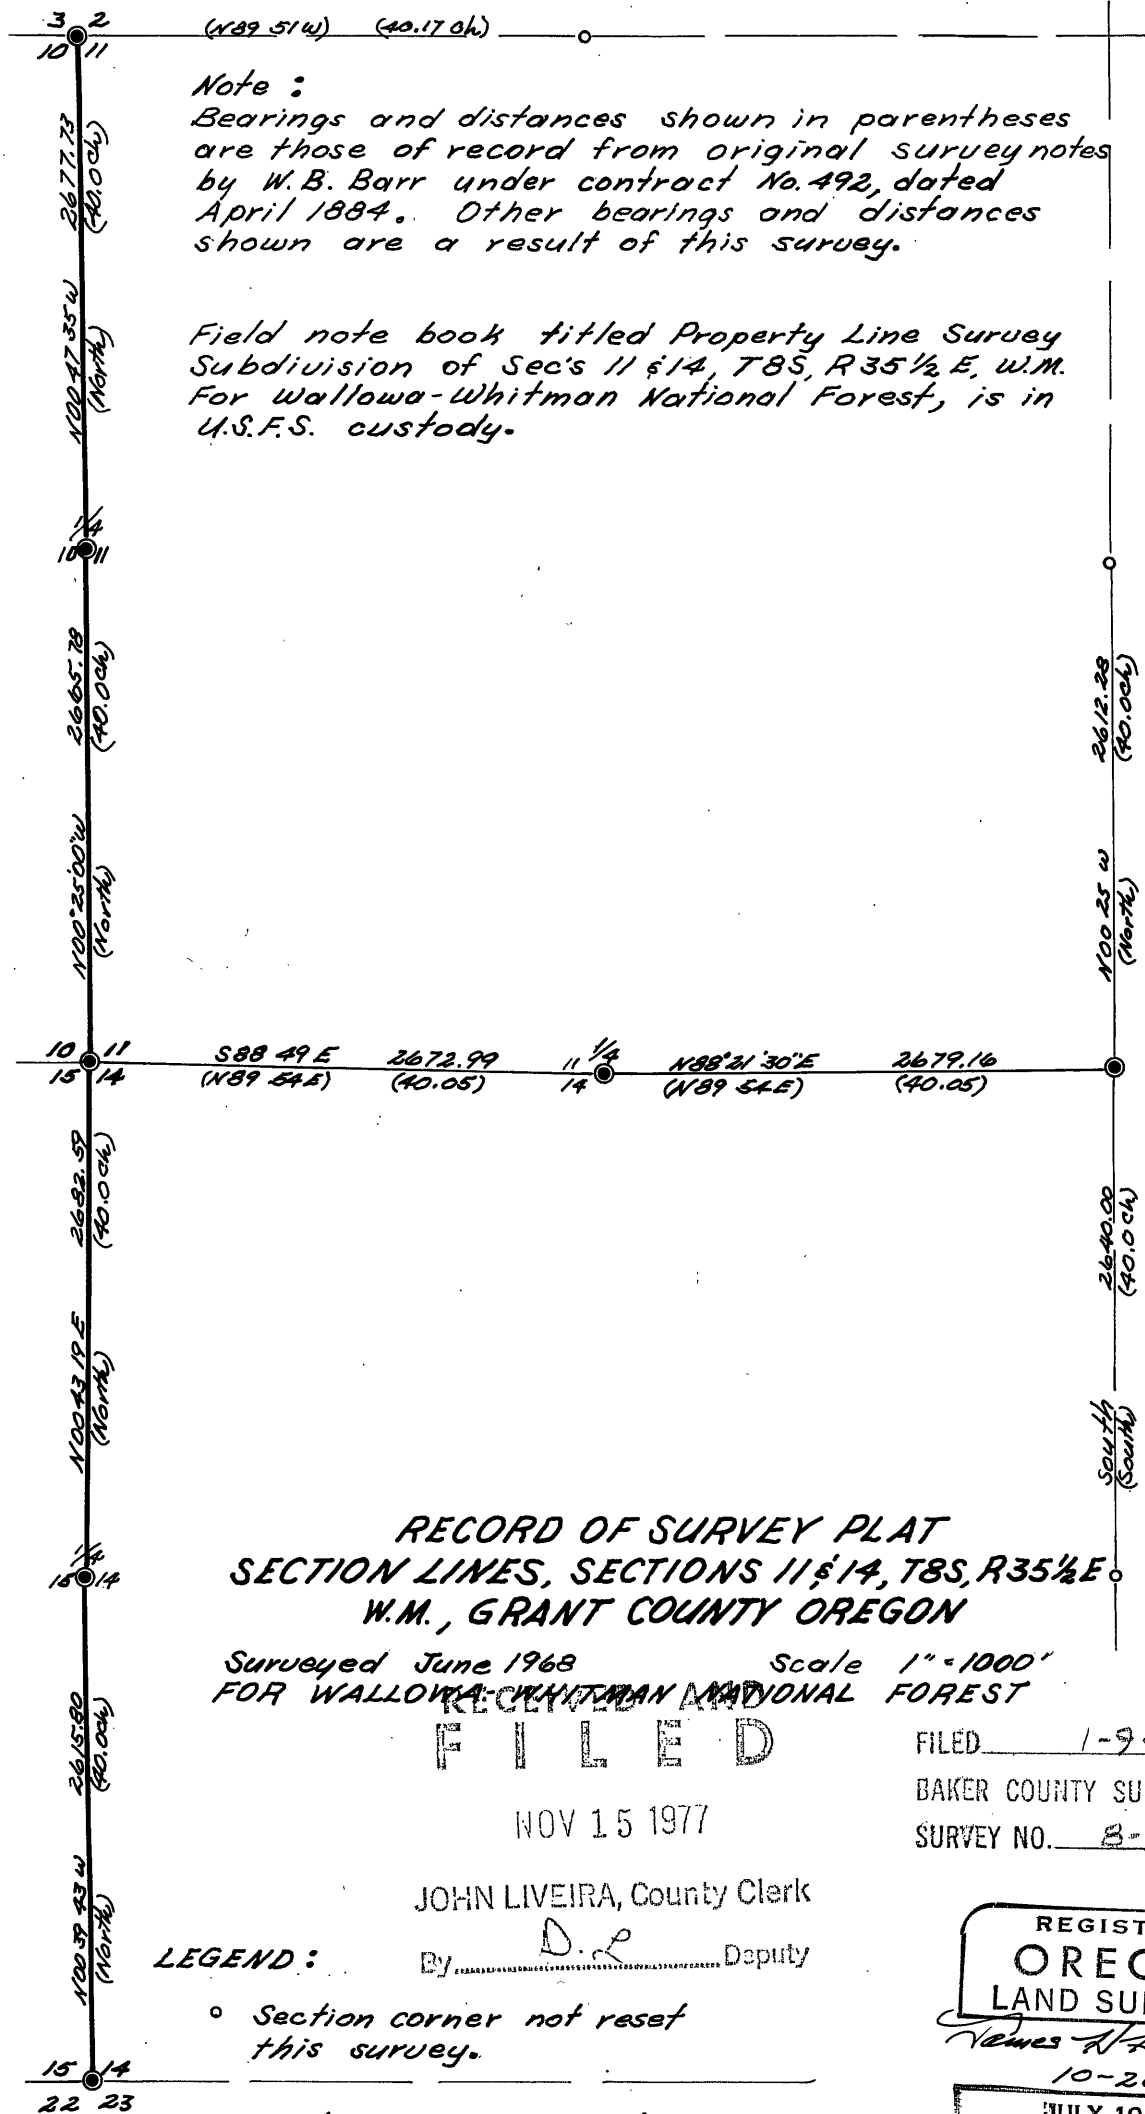 3 2
10 11
(N89 51 W) (40.17 Ch)
Note :
Bearings and distances shown in parentheses
are those of record from original survey notes
by W. B. Barr under contract No. 492, dated
April 1884. Other bearings and distances
shown are a result of this survey.
Field note book titled Property Line Survey
Subdivision of Sec's 11 & 14, T8S, R35½ E, W.M.
For Wallowa-Whitman National Forest, is in
U.S.F.S. custody.
2677.73
(40.0 Ch)
N00 47 35 W
(North)
1/4
10 11
2665.78
(40.0 Ch)
N00°25'00"W
(North)
2612.28
(40.0 Ch)
N00 25 W
(North)
10 11
15 14
S88 49 E 2672.99
(N89 54 E) (40.05)
11 1/4
14
N88°21'30"E 2679.16
(N89 54 E) (40.05)
2682.59
(40.0 Ch)
N00 43 19 E
(North)
2640.00
(40.0 Ch)
South
(South)
1/4
15 14
RECORD OF SURVEY PLAT
SECTION LINES, SECTIONS 11 & 14, T8S, R35½E
W.M., GRANT COUNTY OREGON
Surveyed June 1968 Scale 1" = 1000'
FOR WALLOWA-WHITMAN NATIONAL FOREST
RECEIVED AND
FILED
NOV 15 1977
JOHN LIVEIRA, County Clerk
By D. L Deputy
FILED 1-9-
BAKER COUNTY SU
SURVEY NO. 8-
2615.80
(40.0 Ch)
N00 39 43 W
(North)
LEGEND :
Section corner not reset
this survey.
REGIST
OREG
LAND SU
James
10-2
JULY 10
15 14
22 23